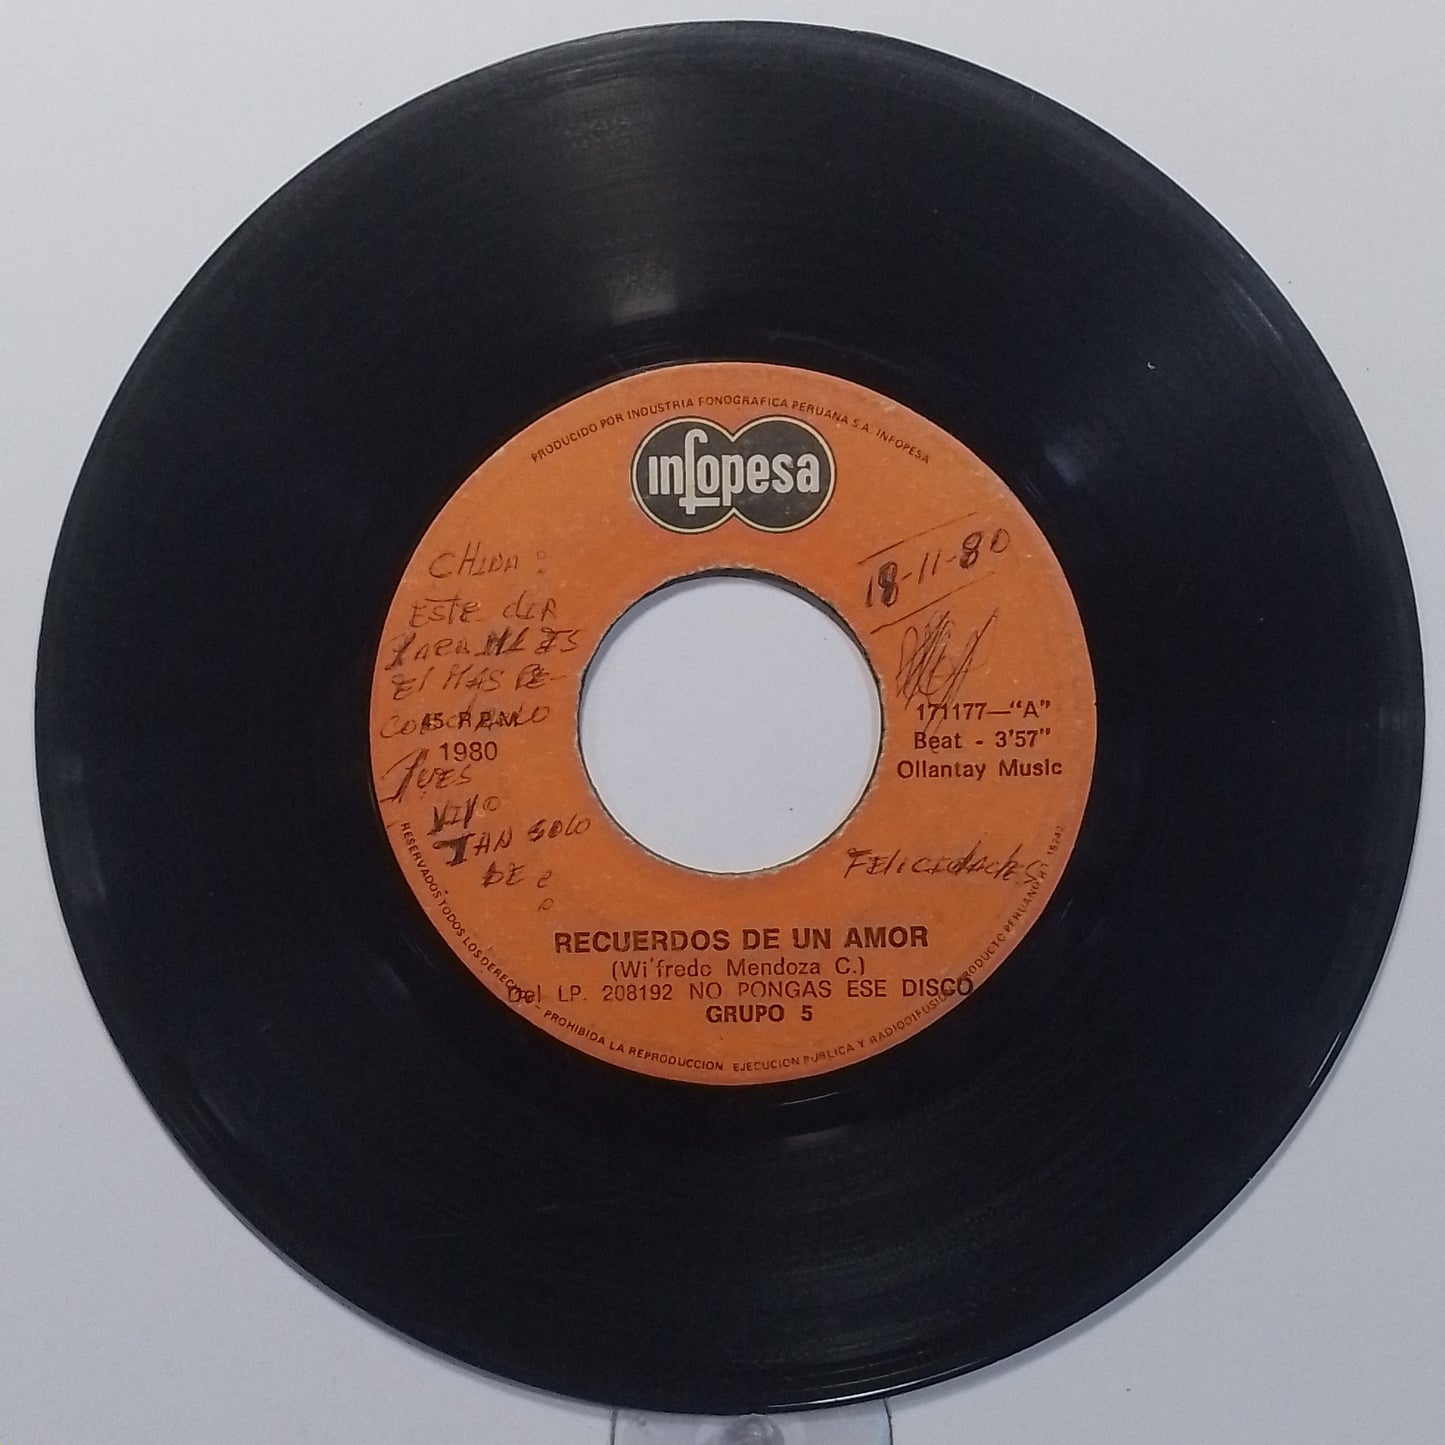 PRODUCIDO POR INDUSTRIA FONOGRAFICA PERUANA S.A. INFOPESA
infopesa
18-11-80
CHINA:
ESTE dIA
PARA MI ES
El MAS RE-
CORDADO
45 R.P.M.
1980
PUES
VIVO
TAN SOLO
DE
171177—"A"
Beat - 3'57"
Ollantay Music
FEliCIdAdES
RECUERDOS DE UN AMOR
(Wi'fredo Mendoza C.)
Del LP. 208192 NO PONGAS ESE DISCO
GRUPO 5
RESERVADOS TODOS LOS DERECHOS - PROHIBIDA LA REPRODUCCION EJECUCION PUBLICA Y RADIODIFUSION PRODUCTO PERUANO